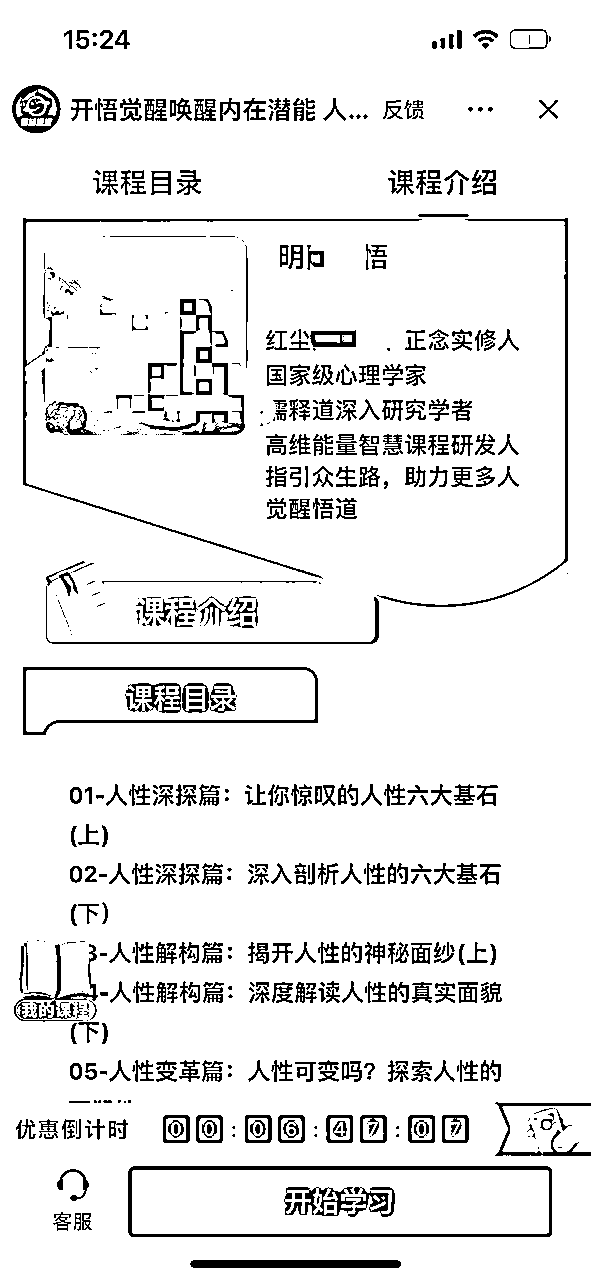 15:24
开悟觉醒唤醒内在潜能 人... 反馈
课程目录 课程介绍
明 悟
红尘 . 正念实修人
国家级心理学家
儒释道深入研究学者
高维能量智慧课程研发人
指引众生路，助力更多人
觉醒悟道
课程介绍
课程目录
01-人性深探篇：让你惊叹的人性六大基石
(上)
02-人性深探篇：深入剖析人性的六大基石
(下)
3-人性解构篇：揭开人性的神秘面纱(上)
-人性解构篇：深度解读人性的真实面貌
我的课程
(下)
05-人性变革篇：人性可变吗？探索人性的
优惠倒计时 00:06:47:07
客服 开始学习